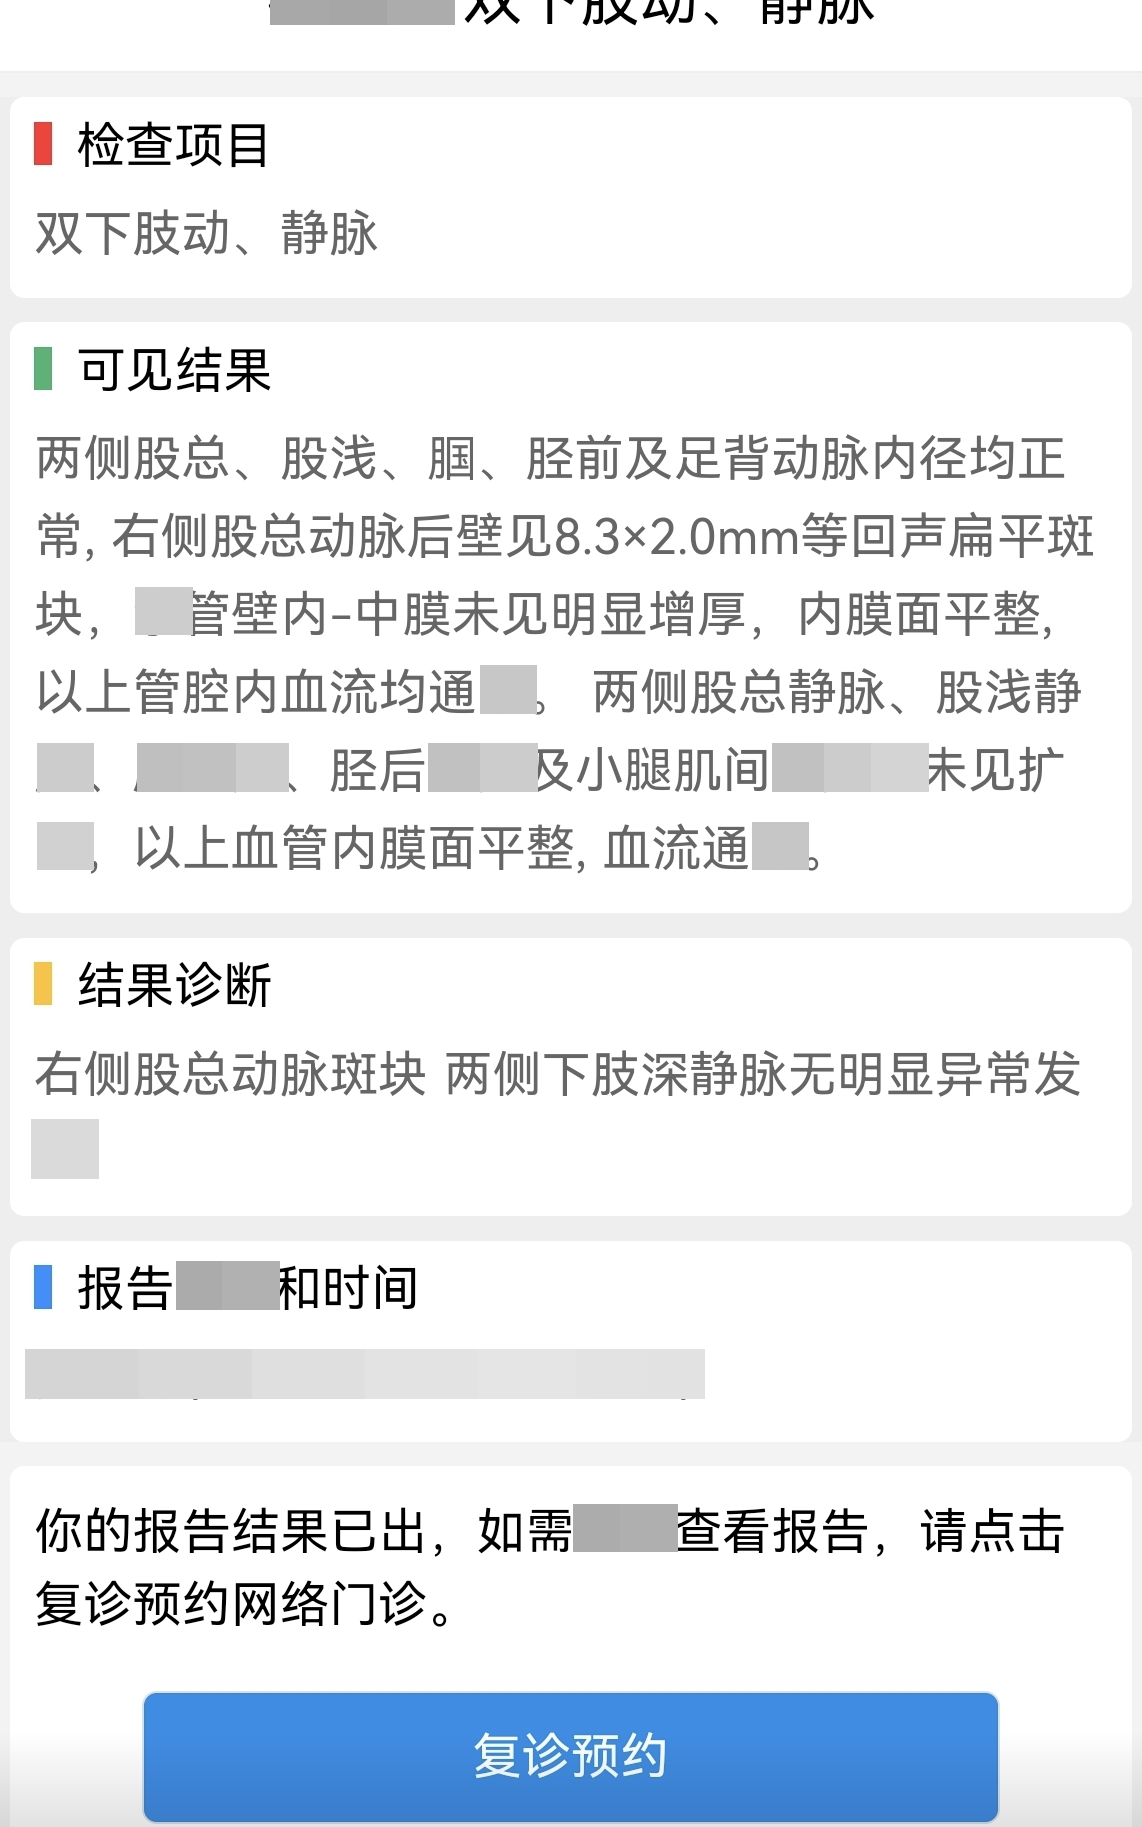 双下肢动、静脉
检查项目
双下肢动、静脉
可见结果
两侧股总、股浅、腘、胫前及足背动脉内径均正
常, 右侧股总动脉后壁见8.3×2.0mm等回声扁平斑
块， 管壁内-中膜未见明显增厚， 内膜面平整,
以上管腔内血流均通 。 两侧股总静脉、股浅静
、 、胫后 及小腿肌间 未见扩
， 以上血管内膜面平整, 血流通 。
结果诊断
右侧股总动脉斑块 两侧下肢深静脉无明显异常发
报告 和时间
你的报告结果已出，如需 查看报告，请点击
复诊预约网络门诊。
复诊预约